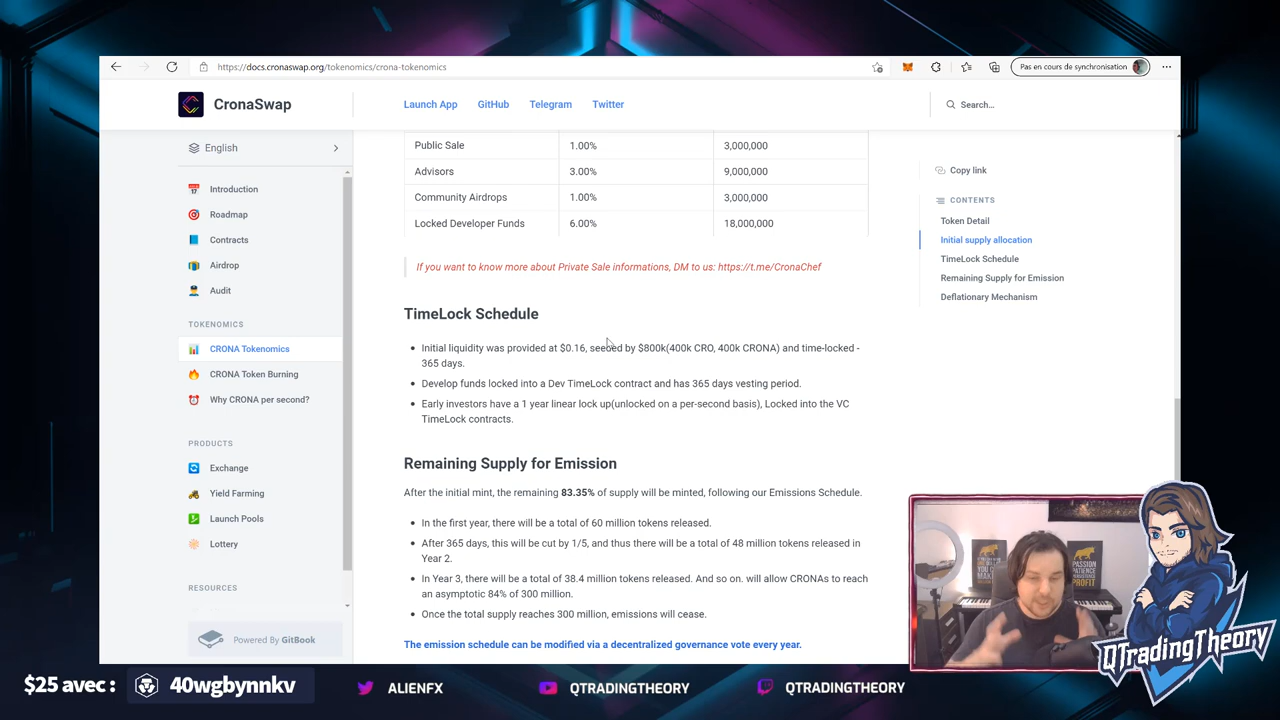 https://docs.cronaswap.org/tokenomics/crona-tokenomics
Pas en cours de synchronisation
CronaSwap
Launch App
GitHub
Telegram
Twitter
Search...
English
Introduction
Roadmap
Contracts
Airdrop
Audit
TOKENOMICS
CRONA Tokenomics
CRONA Token Burning
Why CRONA per second?
PRODUCTS
Exchange
Yield Farming
Launch Pools
Lottery
RESOURCES
Powered By GitBook
Public Sale 1.00% 3,000,000
Advisors 3.00% 9,000,000
Community Airdrops 1.00% 3,000,000
Locked Developer Funds 6.00% 18,000,000
If you want to know more about Private Sale informations, DM to us: https://t.me/CronaChef
TimeLock Schedule
Initial liquidity was provided at $0.16, seeded by $800k(400k CRO, 400k CRONA) and time-locked -
365 days.
Develop funds locked into a Dev TimeLock contract and has 365 days vesting period.
Early investors have a 1 year linear lock up(unlocked on a per-second basis), Locked into the VC
TimeLock contracts.
Remaining Supply for Emission
After the initial mint, the remaining 83.35% of supply will be minted, following our Emissions Schedule.
In the first year, there will be a total of 60 million tokens released.
After 365 days, this will be cut by 1/5, and thus there will be a total of 48 million tokens released in
Year 2.
In Year 3, there will be a total of 38.4 million tokens released. And so on. will allow CRONAs to reach
an asymptotic 84% of 300 million.
Once the total supply reaches 300 million, emissions will cease.
The emission schedule can be modified via a decentralized governance vote every year.
Copy link
CONTENTS
Token Detail
Initial supply allocation
TimeLock Schedule
Remaining Supply for Emission
Deflationary Mechanism
PASSION
PATIENCE
PROFIT
QTradingTheory
$25 avec :
40wgbynnkv
ALIENFX
QTRADINGTHEORY
QTRADINGTHEORY